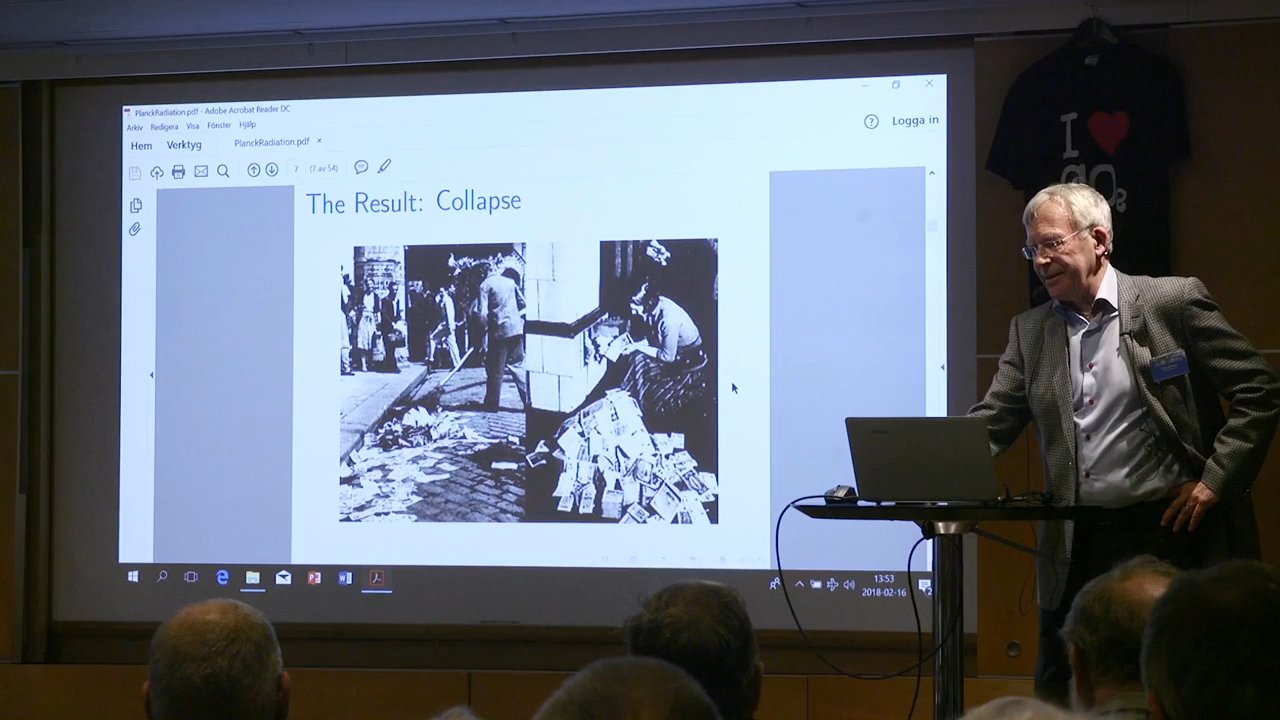 PlanckRadiation.pdf - Adobe Acrobat Reader DC
Arkiv Redigera Visa Fönster Hjälp
Hem Verktyg PlanckRadiation.pdf ×
Logga in
7 (7 av 54)
The Result: Collapse
13:53
2018-02-16
I
CO₂